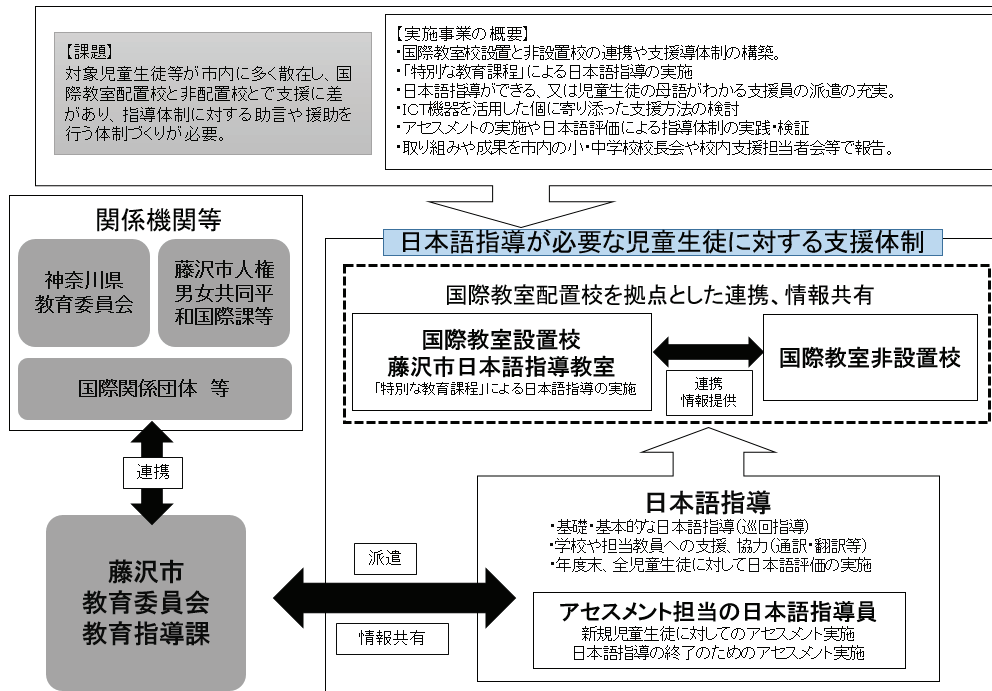 【課題】
対象児童生徒等が市内に多く散在し、国
際教室配置校と非配置校とで支援に差
があり、指導体制に対する助言や援助を
行う体制づくりが必要。
【実施事業の概要】
・国際教室校設置と非設置校の連携や支援導体制の構築。
・「特別な教育課程」による日本語指導の実施
・日本語指導ができる、又は児童生徒の母語がわかる支援員の派遣の充実。
・ICT機器を活用した個に寄り添った支援方法の検討
・アセスメントの実施や日本語評価による指導体制の実践・検証
・取り組みや成果を市内の小・中学校校長会や校内支援担当者会等で報告。
関係機関等
神奈川県
教育委員会
藤沢市人権
男女共同平
和国際課等
国際関係団体 等
連携
藤沢市
教育委員会
教育指導課
日本語指導が必要な児童生徒に対する支援体制
国際教室配置校を拠点とした連携、情報共有
国際教室設置校
藤沢市日本語指導教室
「特別な教育課程」による日本語指導の実施
連携
情報提供
国際教室非設置校
派遣
情報共有
日本語指導
・基礎・基本的な日本語指導(巡回指導)
・学校や担当教員への支援、協力(通訳・翻訳等)
・年度末、全児童生徒に対して日本語評価の実施
アセスメント担当の日本語指導員
新規児童生徒に対してのアセスメント実施
日本語指導の終了のためのアセスメント実施